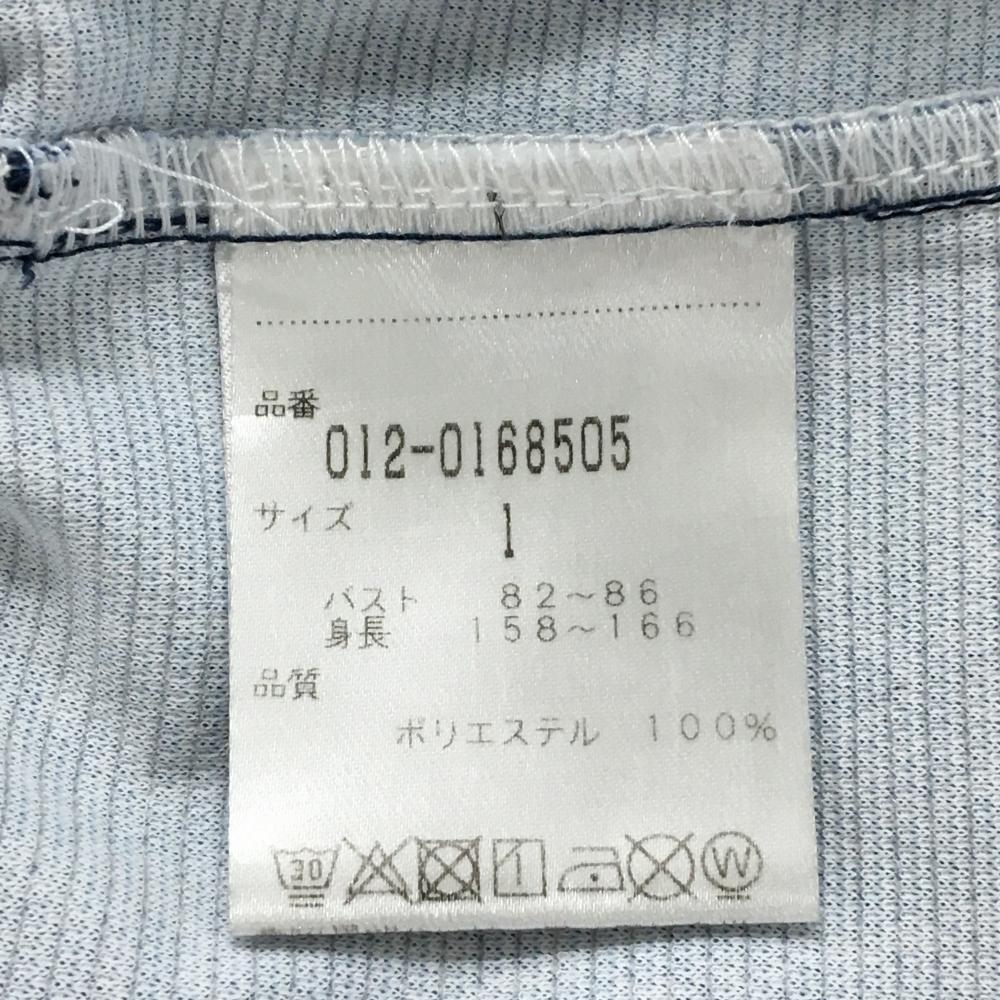 品番
012-0168505
サイズ 1
バスト 82～86
身長 158～166
品質
ポリエステル 100%
30 W